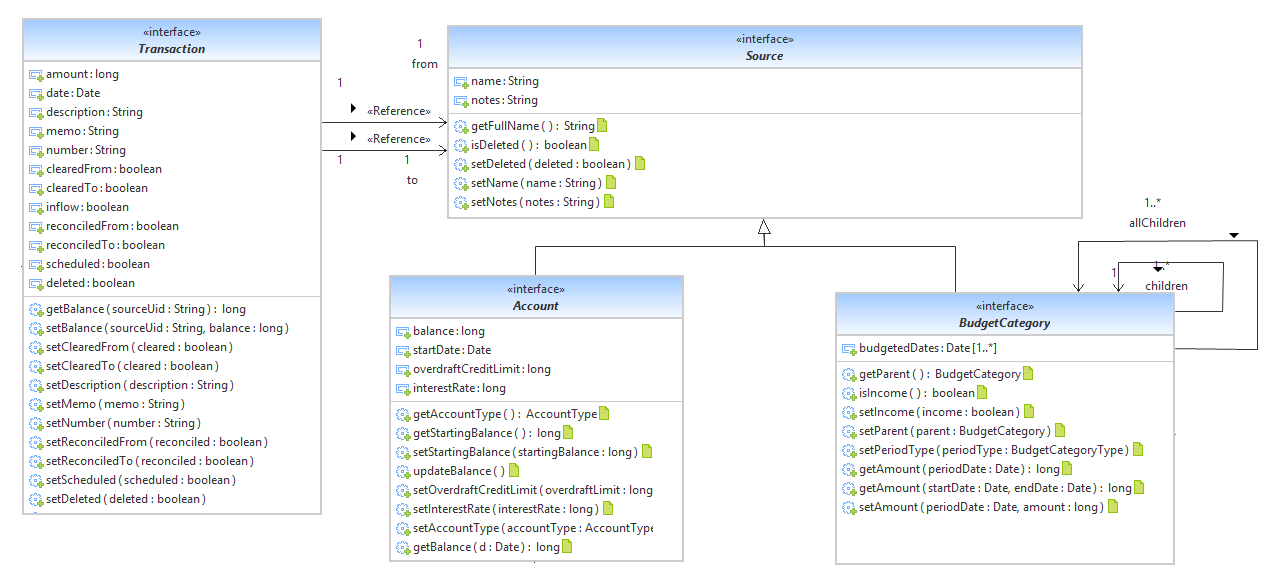 «interface»
Transaction
amount : long
date : Date
description : String
memo : String
number : String
clearedFrom : boolean
clearedTo : boolean
inflow : boolean
reconciledFrom : boolean
reconciledTo : boolean
scheduled : boolean
deleted : boolean
getBalance ( sourceUid : String ) : long
setBalance ( sourceUid : String, balance : long )
setClearedFrom ( cleared : boolean )
setClearedTo ( cleared : boolean )
setDescription ( description : String )
setMemo ( memo : String )
setNumber ( number : String )
setReconciledFrom ( reconciled : boolean )
setReconciledTo ( reconciled : boolean )
setScheduled ( scheduled : boolean )
setDeleted ( deleted : boolean )
1
from
1
«Reference»
«Reference»
1
1
to
«interface»
Source
name : String
notes : String
getFullName ( ) : String
isDeleted ( ) : boolean
setDeleted ( deleted : boolean )
setName ( name : String )
setNotes ( notes : String )
«interface»
Account
balance : long
startDate : Date
overdraftCreditLimit : long
interestRate : long
getAccountType ( ) : AccountType
getStartingBalance ( ) : long
setStartingBalance ( startingBalance : long )
updateBalance ( )
setOverdraftCreditLimit ( overdraftLimit : long
setInterestRate ( interestRate : long )
setAccountType ( accountType : AccountType
getBalance ( d : Date ) : long
1..*
allChildren
1
1..*
children
«interface»
BudgetCategory
budgetedDates : Date [1..*]
getParent ( ) : BudgetCategory
isIncome ( ) : boolean
setIncome ( income : boolean )
setParent ( parent : BudgetCategory )
setPeriodType ( periodType : BudgetCategoryType )
getAmount ( periodDate : Date ) : long
getAmount ( startDate : Date, endDate : Date ) : long
setAmount ( periodDate : Date, amount : long )